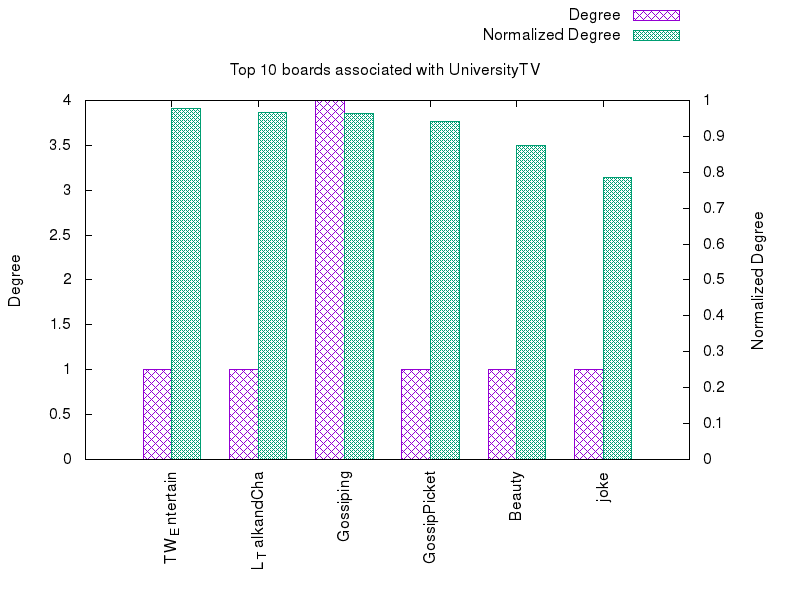 Degree
Normalized Degree
Top 10 boards associated with UniversityTV
4
3.5
3
2.5
2
1.5
1
0.5
0
1
0.9
0.8
0.7
0.6
0.5
0.4
0.3
0.2
0.1
0
Degree
Normalized Degree
TWEntertain
LTalkandCha
Gossiping
GossipPicket
Beauty
joke